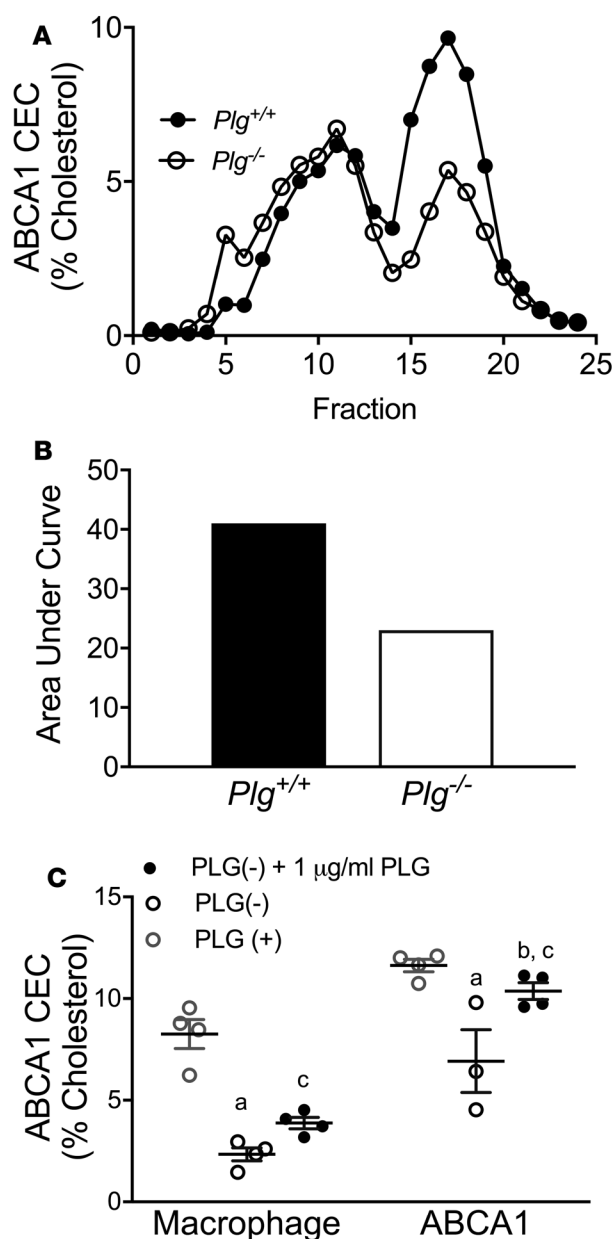 A
ABCA1 CEC
(% Cholesterol)
10
5
0
Plg+/+
Plg-/-
0 5 10 15 20 25
Fraction
B
Area Under Curve
50
40
30
20
10
0
Plg+/+ Plg-/-
C
PLG(-) + 1 μg/ml PLG
PLG(-)
PLG (+)
ABCA1 CEC
(% Cholesterol)
15
10
5
0
a
c
a
b, c
Macrophage ABCA1